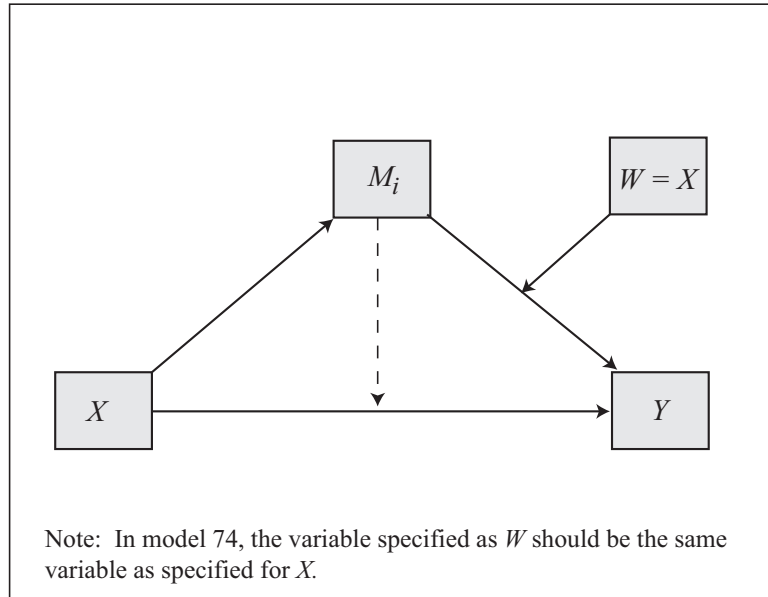 M_i
W = X
X
Y
Note: In model 74, the variable specified as W should be the same
variable as specified for X.